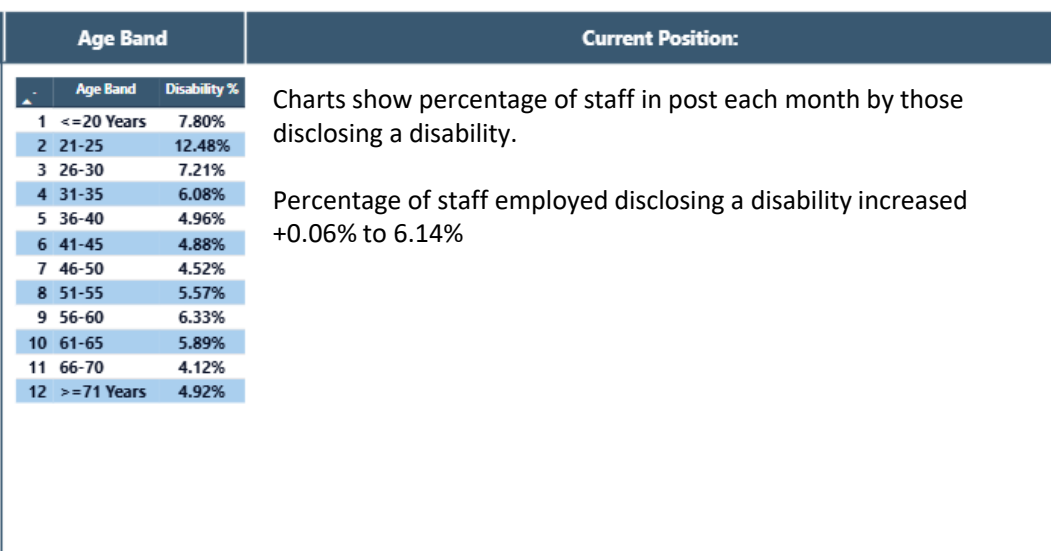 Age Band Current Position:
. Age Band Disability %
1 <=20 Years 7.80%
2 21-25 12.48%
3 26-30 7.21%
4 31-35 6.08%
5 36-40 4.96%
6 41-45 4.88%
7 46-50 4.52%
8 51-55 5.57%
9 56-60 6.33%
10 61-65 5.89%
11 66-70 4.12%
12 >=71 Years 4.92%
Charts show percentage of staff in post each month by those
disclosing a disability.
Percentage of staff employed disclosing a disability increased
+0.06% to 6.14%